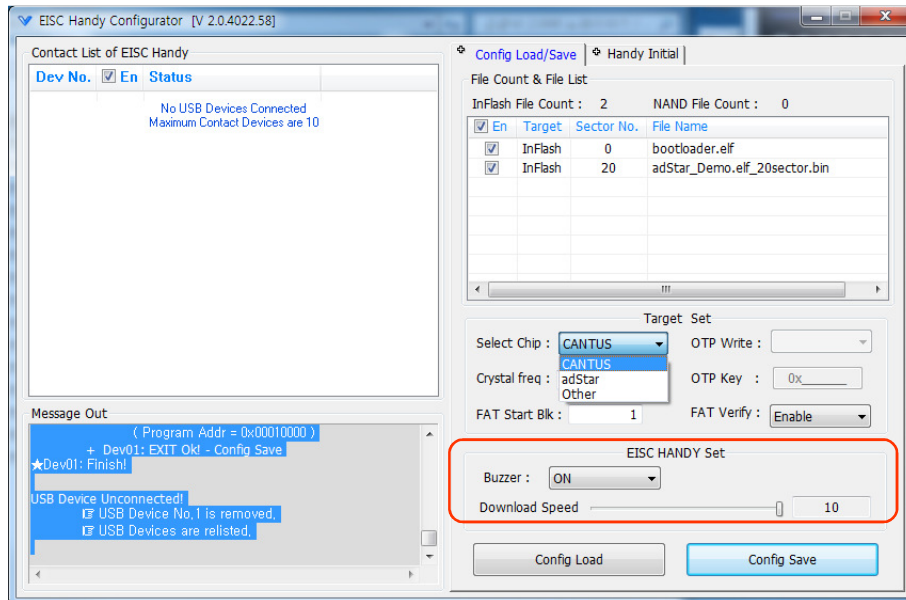 EISC Handy Configurator [V 2.0.4022.58]
Contact List of EISC Handy
Dev No. En Status
No USB Devices Connected
Maximum Contact Devices are 10
Message Out
( Program Addr = 0x00010000 )
+ Dev01: EXIT Ok! - Config Save
★Dev01: Finish!
USB Device Unconnected!
☞ USB Device No.1 is removed.
☞ USB Devices are relisted.
Config Load/Save
Handy Initial
File Count & File List
InFlash File Count : 2 NAND File Count : 0
En Target Sector No. File Name
InFlash 0 bootloader.elf
InFlash 20 adStar_Demo.elf_20sector.bin
Target Set
Select Chip : CANTUS OTP Write :
CANTUS
adStar
Other
Crystal freq : OTP Key : 0x______
FAT Start Blk : 1 FAT Verify : Enable
EISC HANDY Set
Buzzer : ON
Download Speed 10
Config Load
Config Save